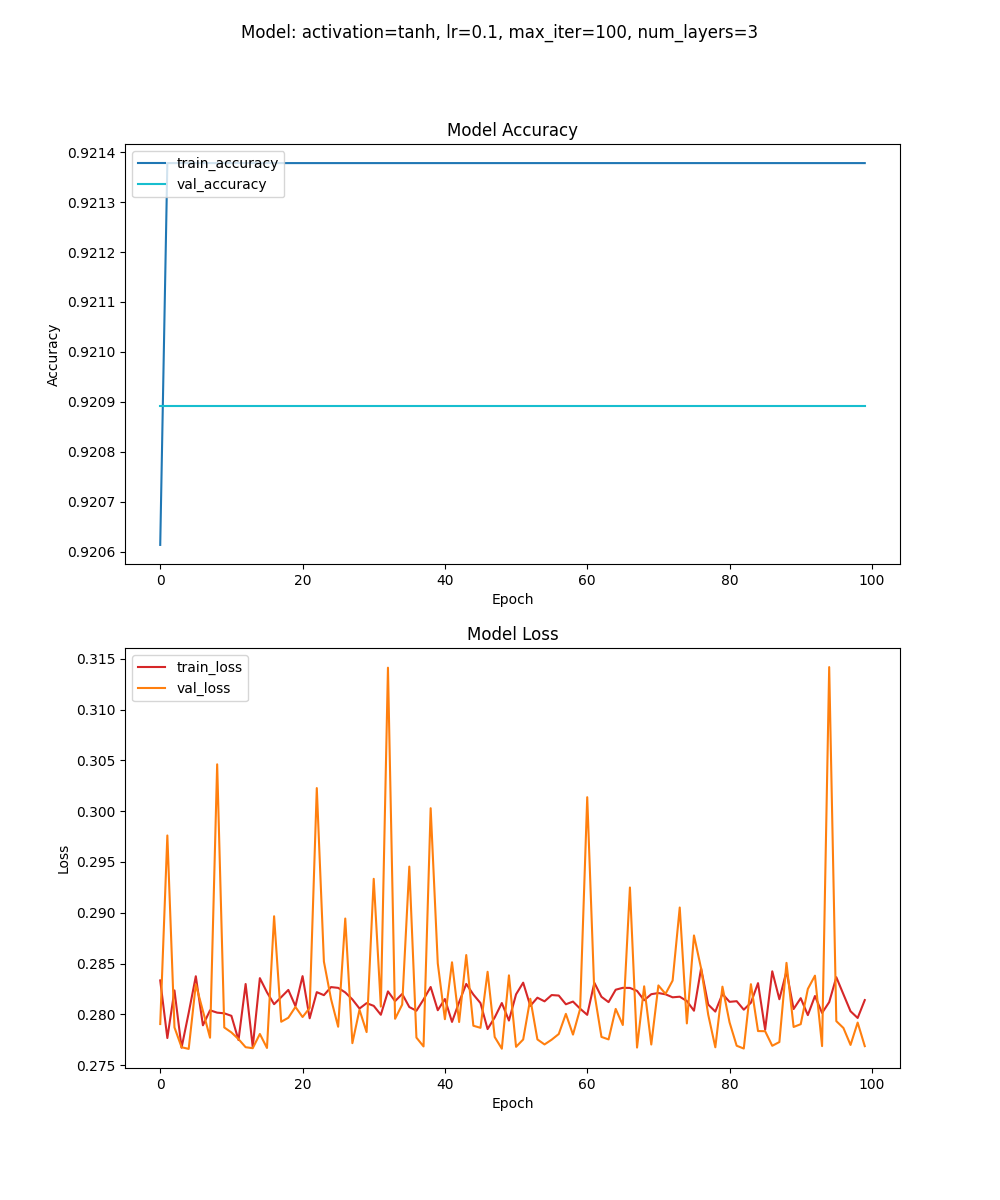 Model: activation=tanh, lr=0.1, max_iter=100, num_layers=3
Model Accuracy
0.9214
0.9213
0.9212
0.9211
0.9210
0.9209
0.9208
0.9207
0.9206
Accuracy
train_accuracy
val_accuracy
0 20 40 60 80 100
Epoch
Model Loss
0.315
0.310
0.305
0.300
0.295
0.290
0.285
0.280
0.275
Loss
train_loss
val_loss
0 20 40 60 80 100
Epoch